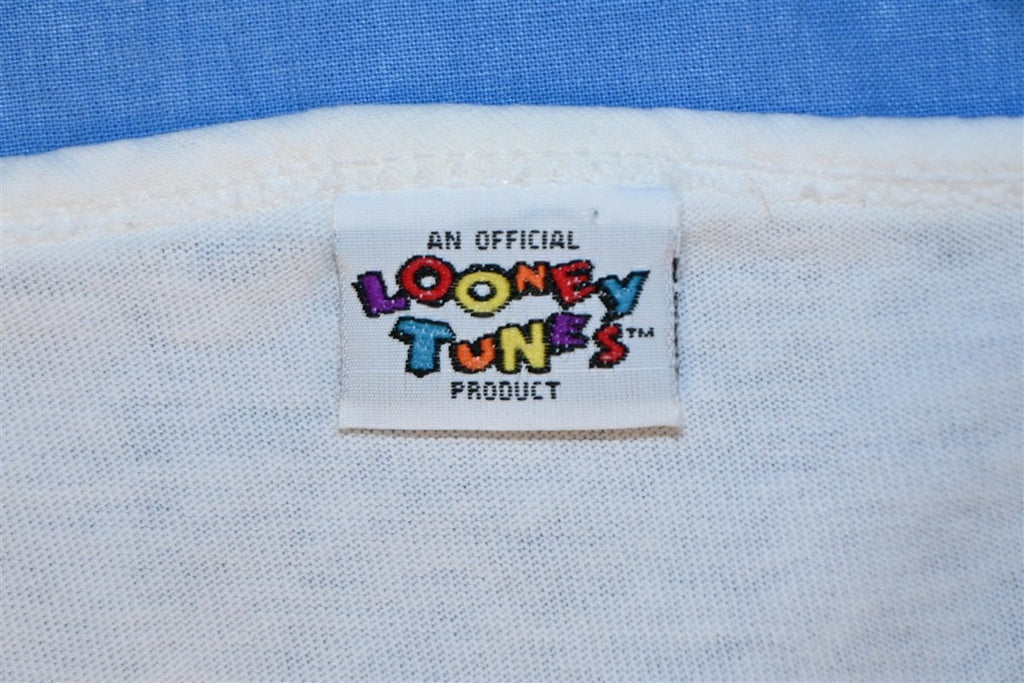 AN OFFICIAL
LOONEY
TUNES™
PRODUCT